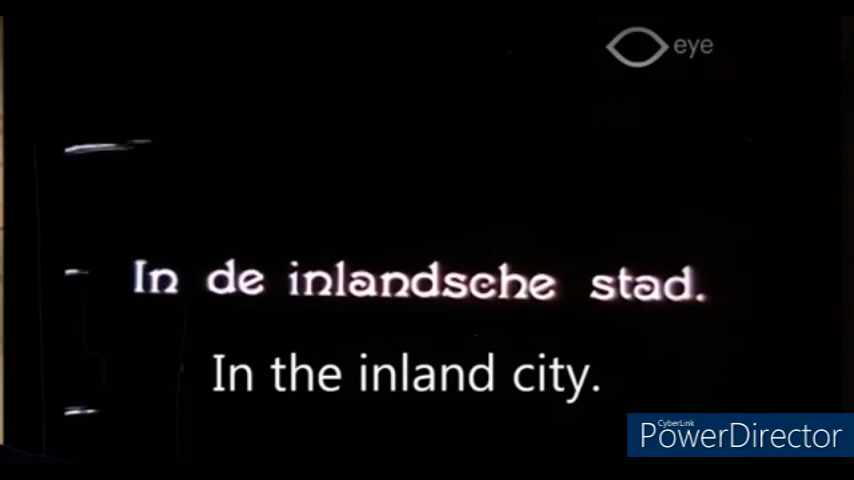 eye
In de inlandsche stad.
In the inland city.
CyberLink
PowerDirector